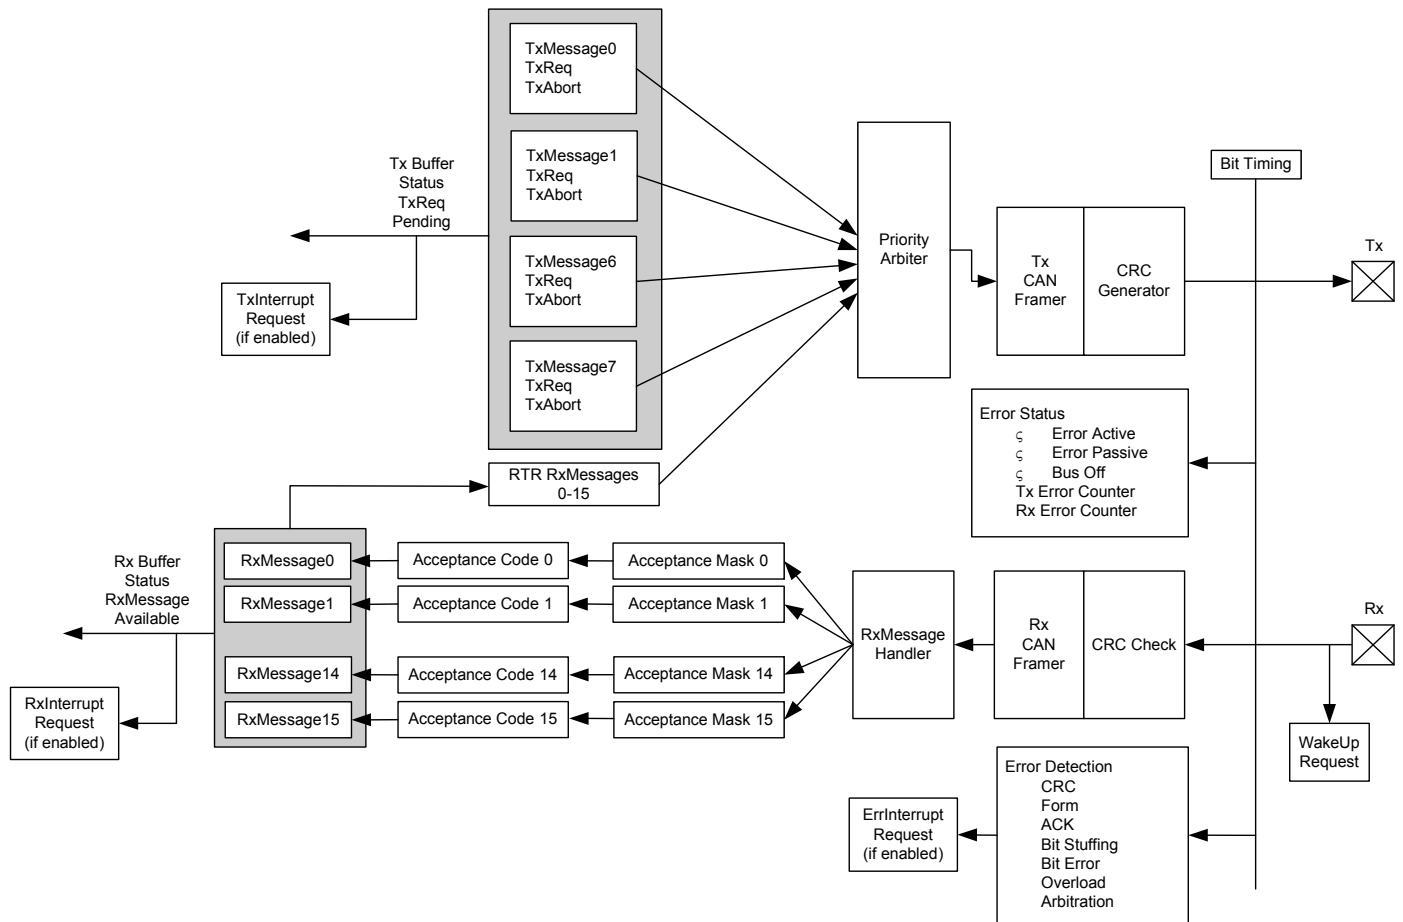 TxMessage0
TxReq
TxAbort
TxMessage1
TxReq
TxAbort
TxMessage6
TxReq
TxAbort
TxMessage7
TxReq
TxAbort
Tx Buffer
Status
TxReq
Pending
TxInterrupt
Request
(if enabled)
Priority
Arbiter
Tx
CAN
Framer
CRC
Generator
Bit Timing
Tx
Error Status
ς Error Active
ς Error Passive
ς Bus Off
Tx Error Counter
Rx Error Counter
RTR RxMessages
0-15
Rx Buffer
Status
RxMessage
Available
RxInterrupt
Request
(if enabled)
RxMessage0
Acceptance Code 0
Acceptance Mask 0
RxMessage1
Acceptance Code 1
Acceptance Mask 1
RxMessage14
Acceptance Code 14
Acceptance Mask 14
RxMessage15
Acceptance Code 15
Acceptance Mask 15
RxMessage
Handler
Rx
CAN
Framer
CRC Check
Rx
WakeUp
Request
ErrInterrupt
Request
(if enabled)
Error Detection
CRC
Form
ACK
Bit Stuffing
Bit Error
Overload
Arbitration